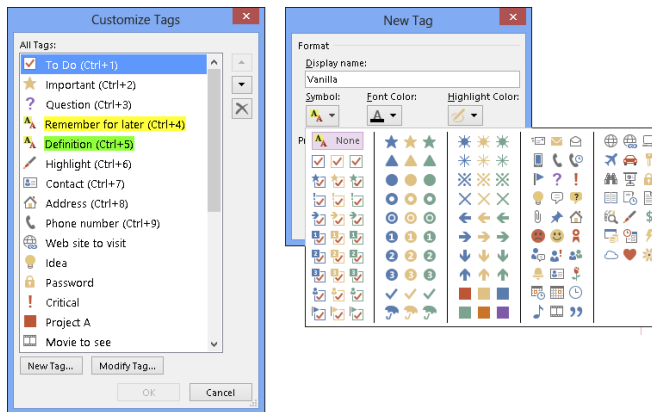 Customize Tags
All Tags:
To Do (Ctrl+1)
Important (Ctrl+2)
Question (Ctrl+3)
Remember for later (Ctrl+4)
Definition (Ctrl+5)
Highlight (Ctrl+6)
Contact (Ctrl+7)
Address (Ctrl+8)
Phone number (Ctrl+9)
Web site to visit
Idea
Password
Critical
Project A
Movie to see
New Tag...
Modify Tag...
OK
Cancel
New Tag
Format
Display name:
Vanilla
Symbol:
Font Color:
Highlight Color:
None